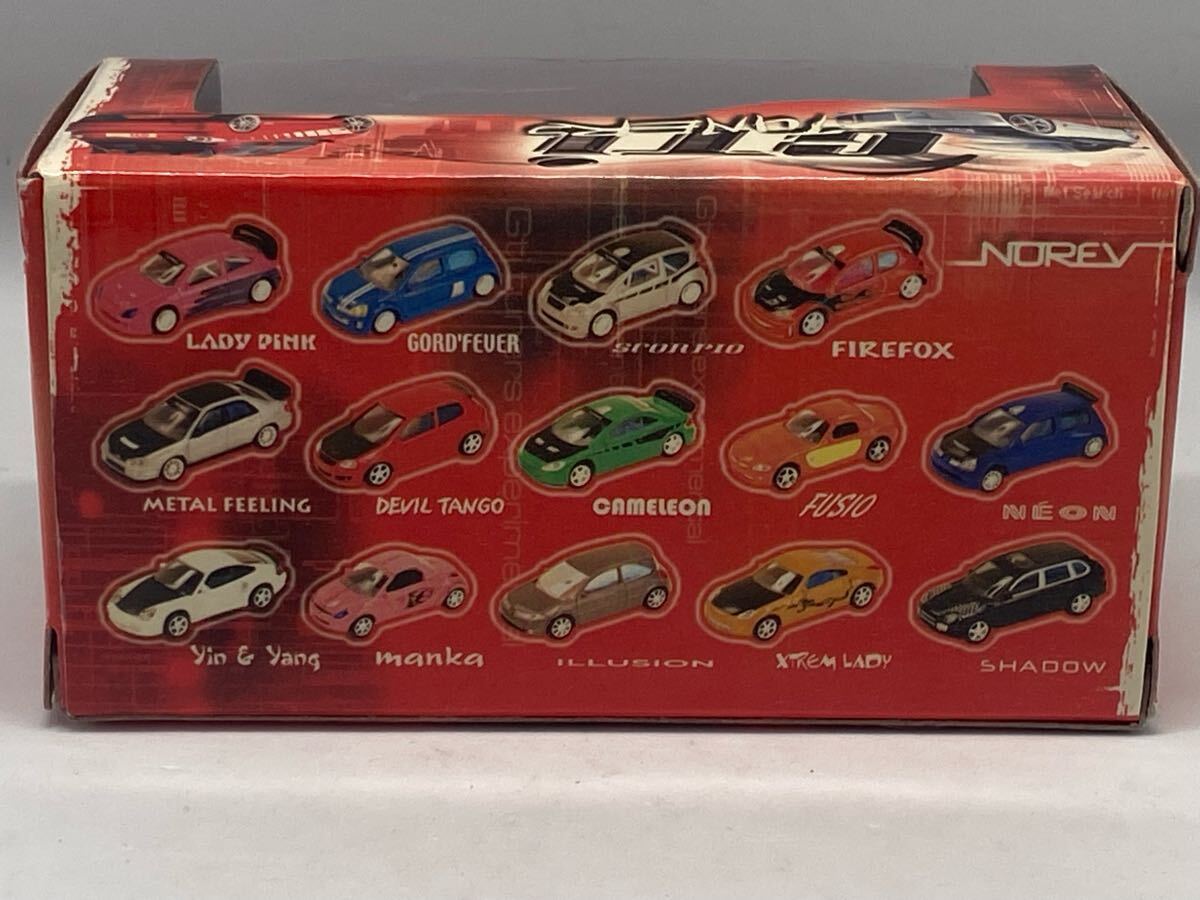 NOREV
LADY PINK
GORD'FEVER
SCORPIO
FIREFOX
METAL FEELING
DEVIL TANGO
CAMELEON
FUSIO
NÉON
Yin & Yang
manka
ILLUSION
XTREM LADY
SHADOW